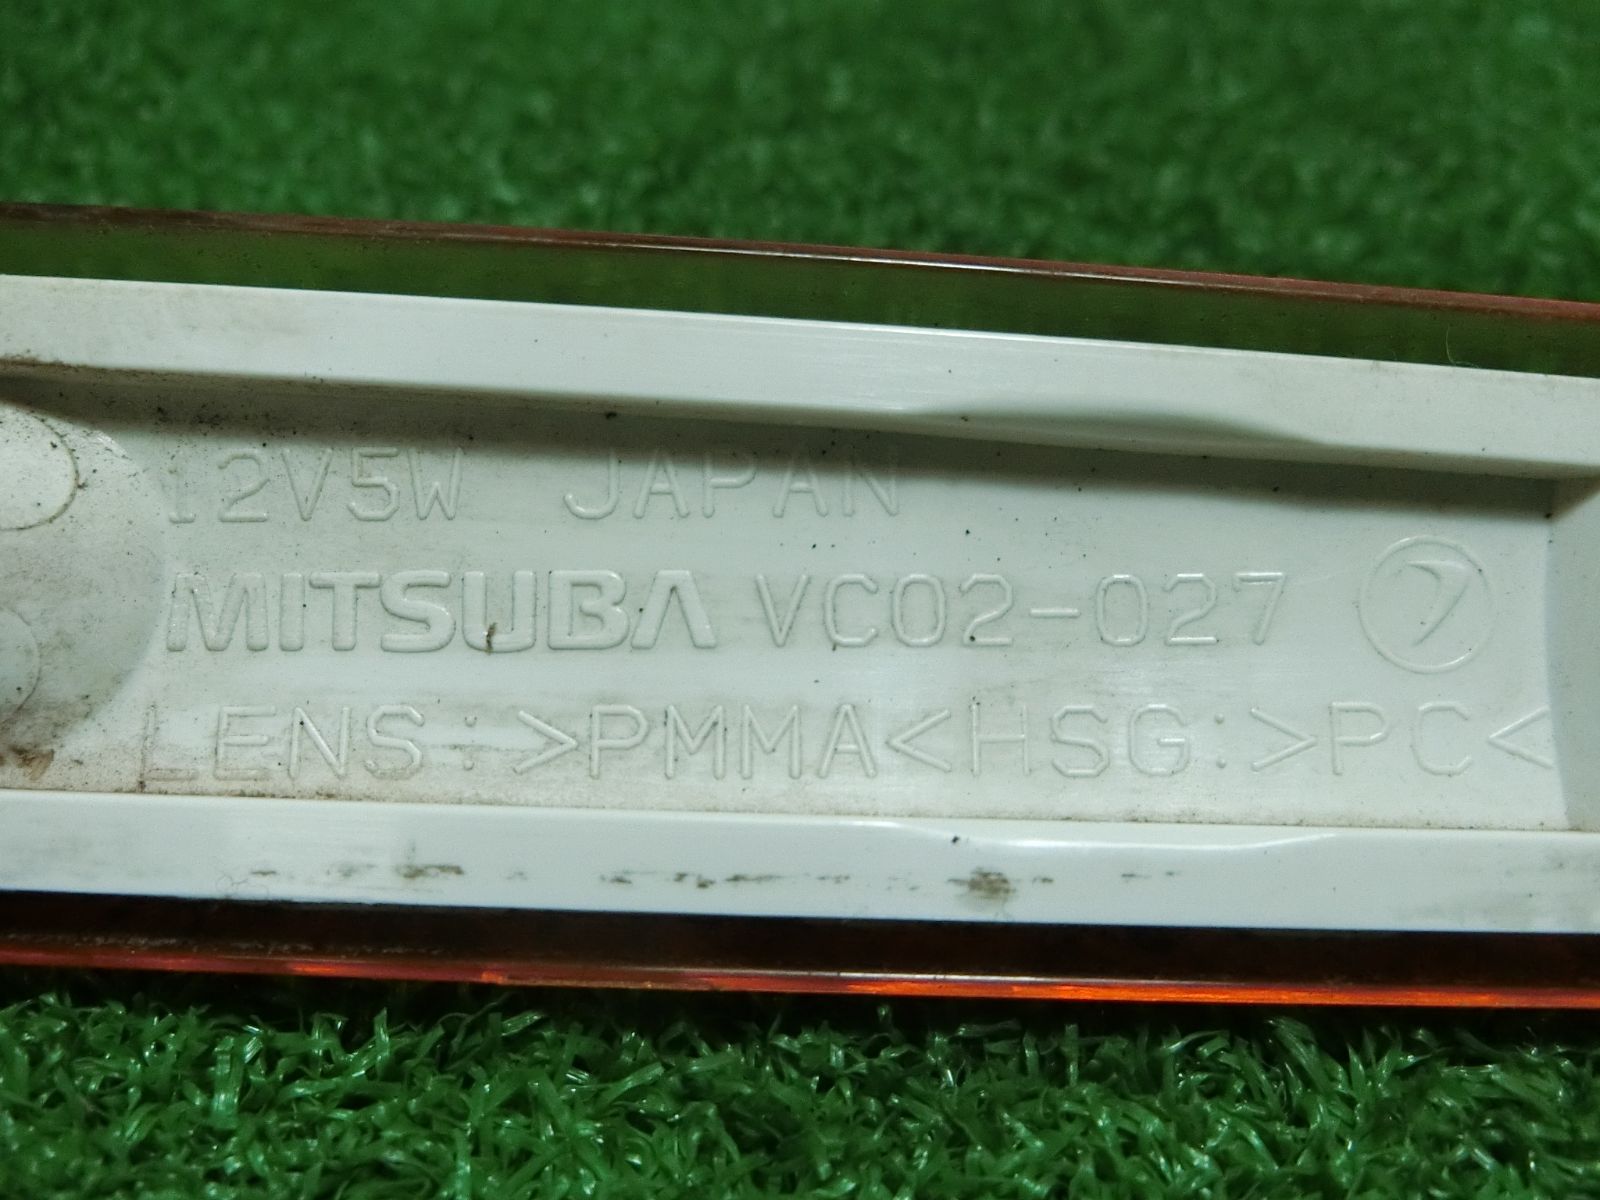 12V5W JAPAN
MITSUBA VC02-027
LENS:>PMMA<HSG:>PC<